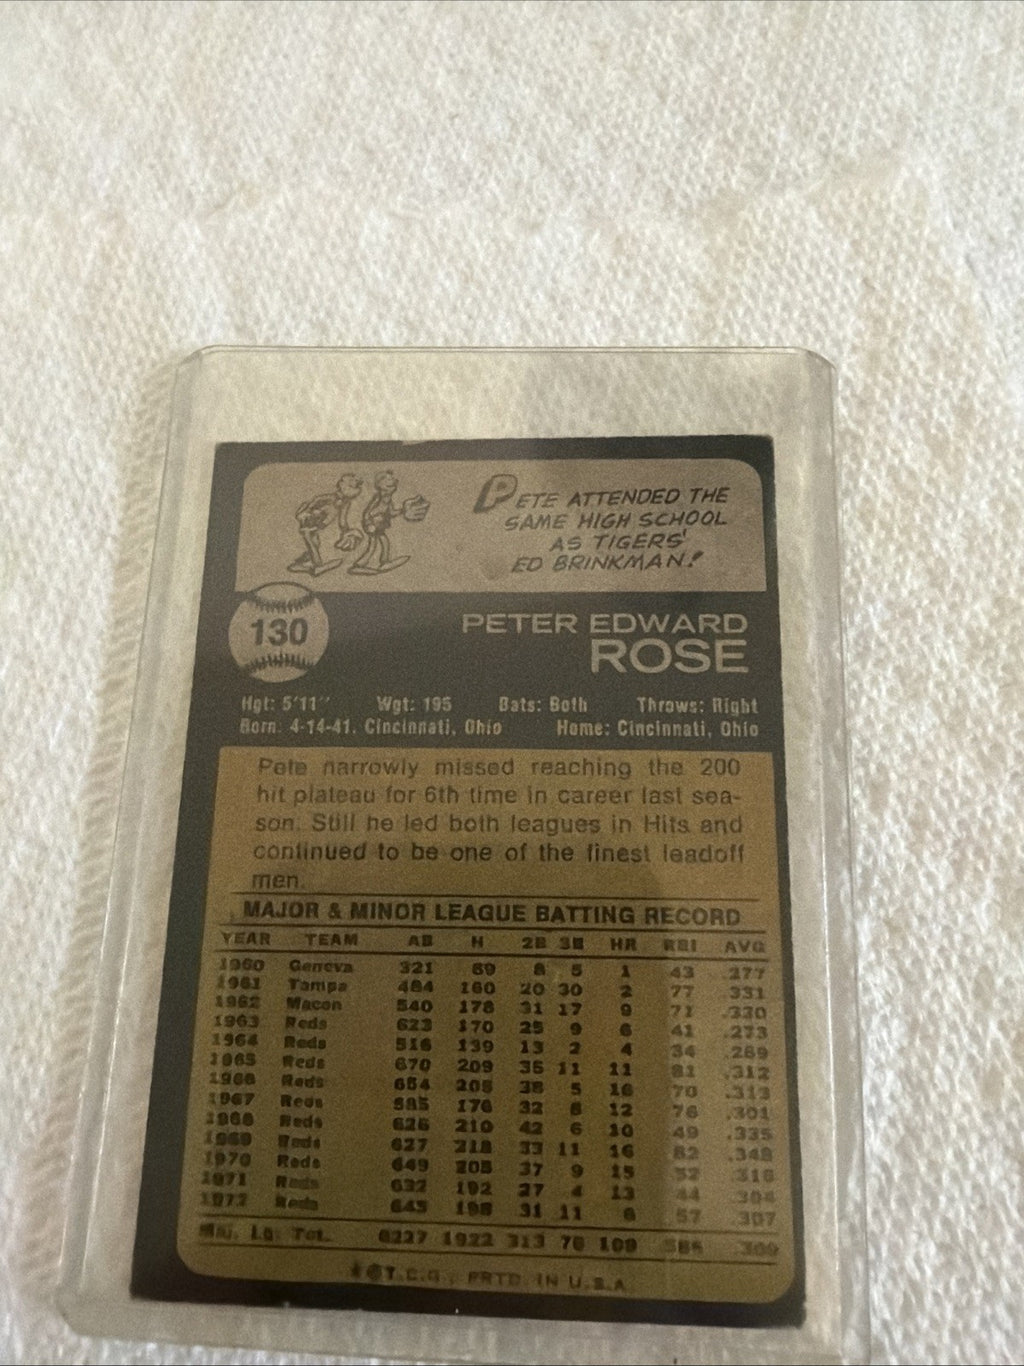 PETE ATTENDED THE
SAME HIGH SCHOOL
AS TIGERS'
ED BRINKMAN!
130
PETER EDWARD
ROSE
Hgt: 5'11" Wgt: 195 Bats: Both Throws: Right
Born: 4-14-41, Cincinnati, Ohio Home: Cincinnati, Ohio
Pete narrowly missed reaching the 200
hit plateau for 6th time in career last sea-
son. Still he led both leagues in Hits and
continued to be one of the finest leadoff
men.
MAJOR & MINOR LEAGUE BATTING RECORD
YEAR TEAM AB H 2B 3B HR RBI AVG
1960 Geneva 321 89 8 5 1 43 .277
1961 Tampa 484 160 20 30 2 77 .331
1962 Macon 540 178 31 17 9 71 .330
1963 Reds 623 170 25 9 6 41 .273
1964 Reds 516 139 13 2 4 34 .269
1965 Reds 670 209 35 11 11 81 .312
1966 Reds 654 205 38 5 16 70 .313
1967 Reds 585 176 32 8 12 76 .301
1968 Reds 626 210 42 6 10 49 .335
1969 Reds 627 218 33 11 16 82 .348
1970 Reds 649 205 37 9 15 52 .316
1971 Reds 632 192 27 4 13 44 .304
1972 Reds 645 198 31 11 6 57 .307
Maj. Lg. Tot. 6227 1922 313 76 109 .309
★©T.C.G., PRTD. IN U.S.A.